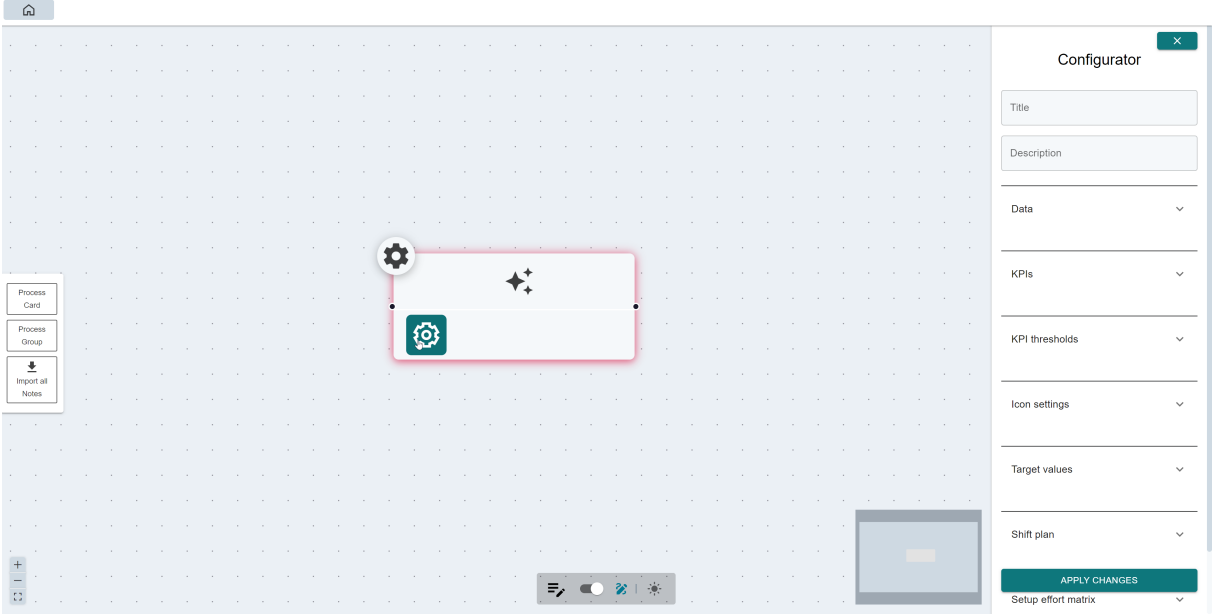 Configurator
Title
Description
Data
KPIs
KPI thresholds
Icon settings
Target values
Shift plan
APPLY CHANGES
Setup effort matrix
Process
Card
Process
Group
Import all
Notes